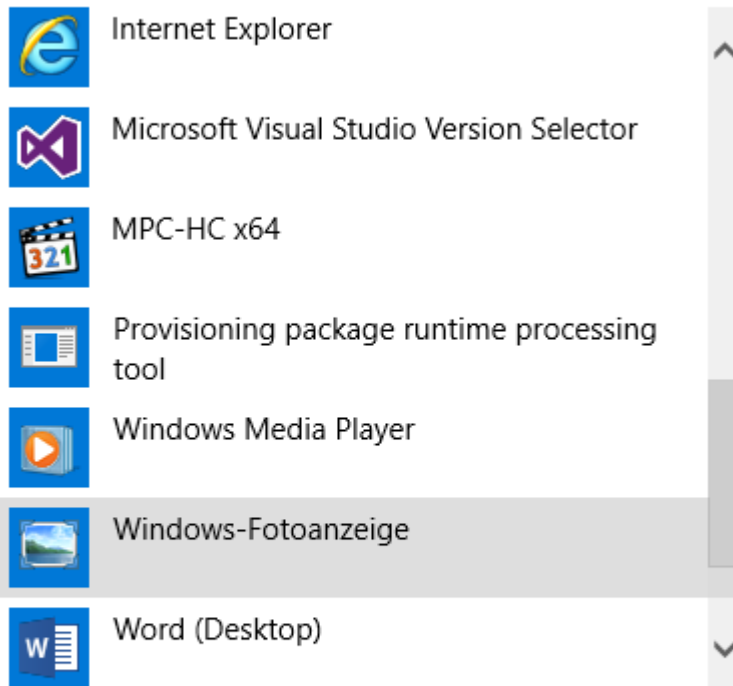 Internet Explorer
Microsoft Visual Studio Version Selector
MPC-HC x64
321
Provisioning package runtime processing
tool
Windows Media Player
Windows-Fotoanzeige
Word (Desktop)
W